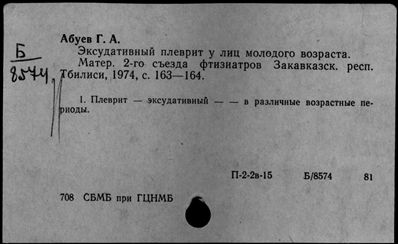 Абуев Г. А.
Б
8574
Эксудативный плеврит у лиц молодого возраста.
Матер. 2-го съезда фтизиатров Закавказск. респ.
Тбилиси, 1974, с. 163—164.
1. Плеврит — эксудативный — — в различные возрастные пе-
риоды.
П-2-2в-15 Б/8574 81
708 СБМБ при ГЦНМБ